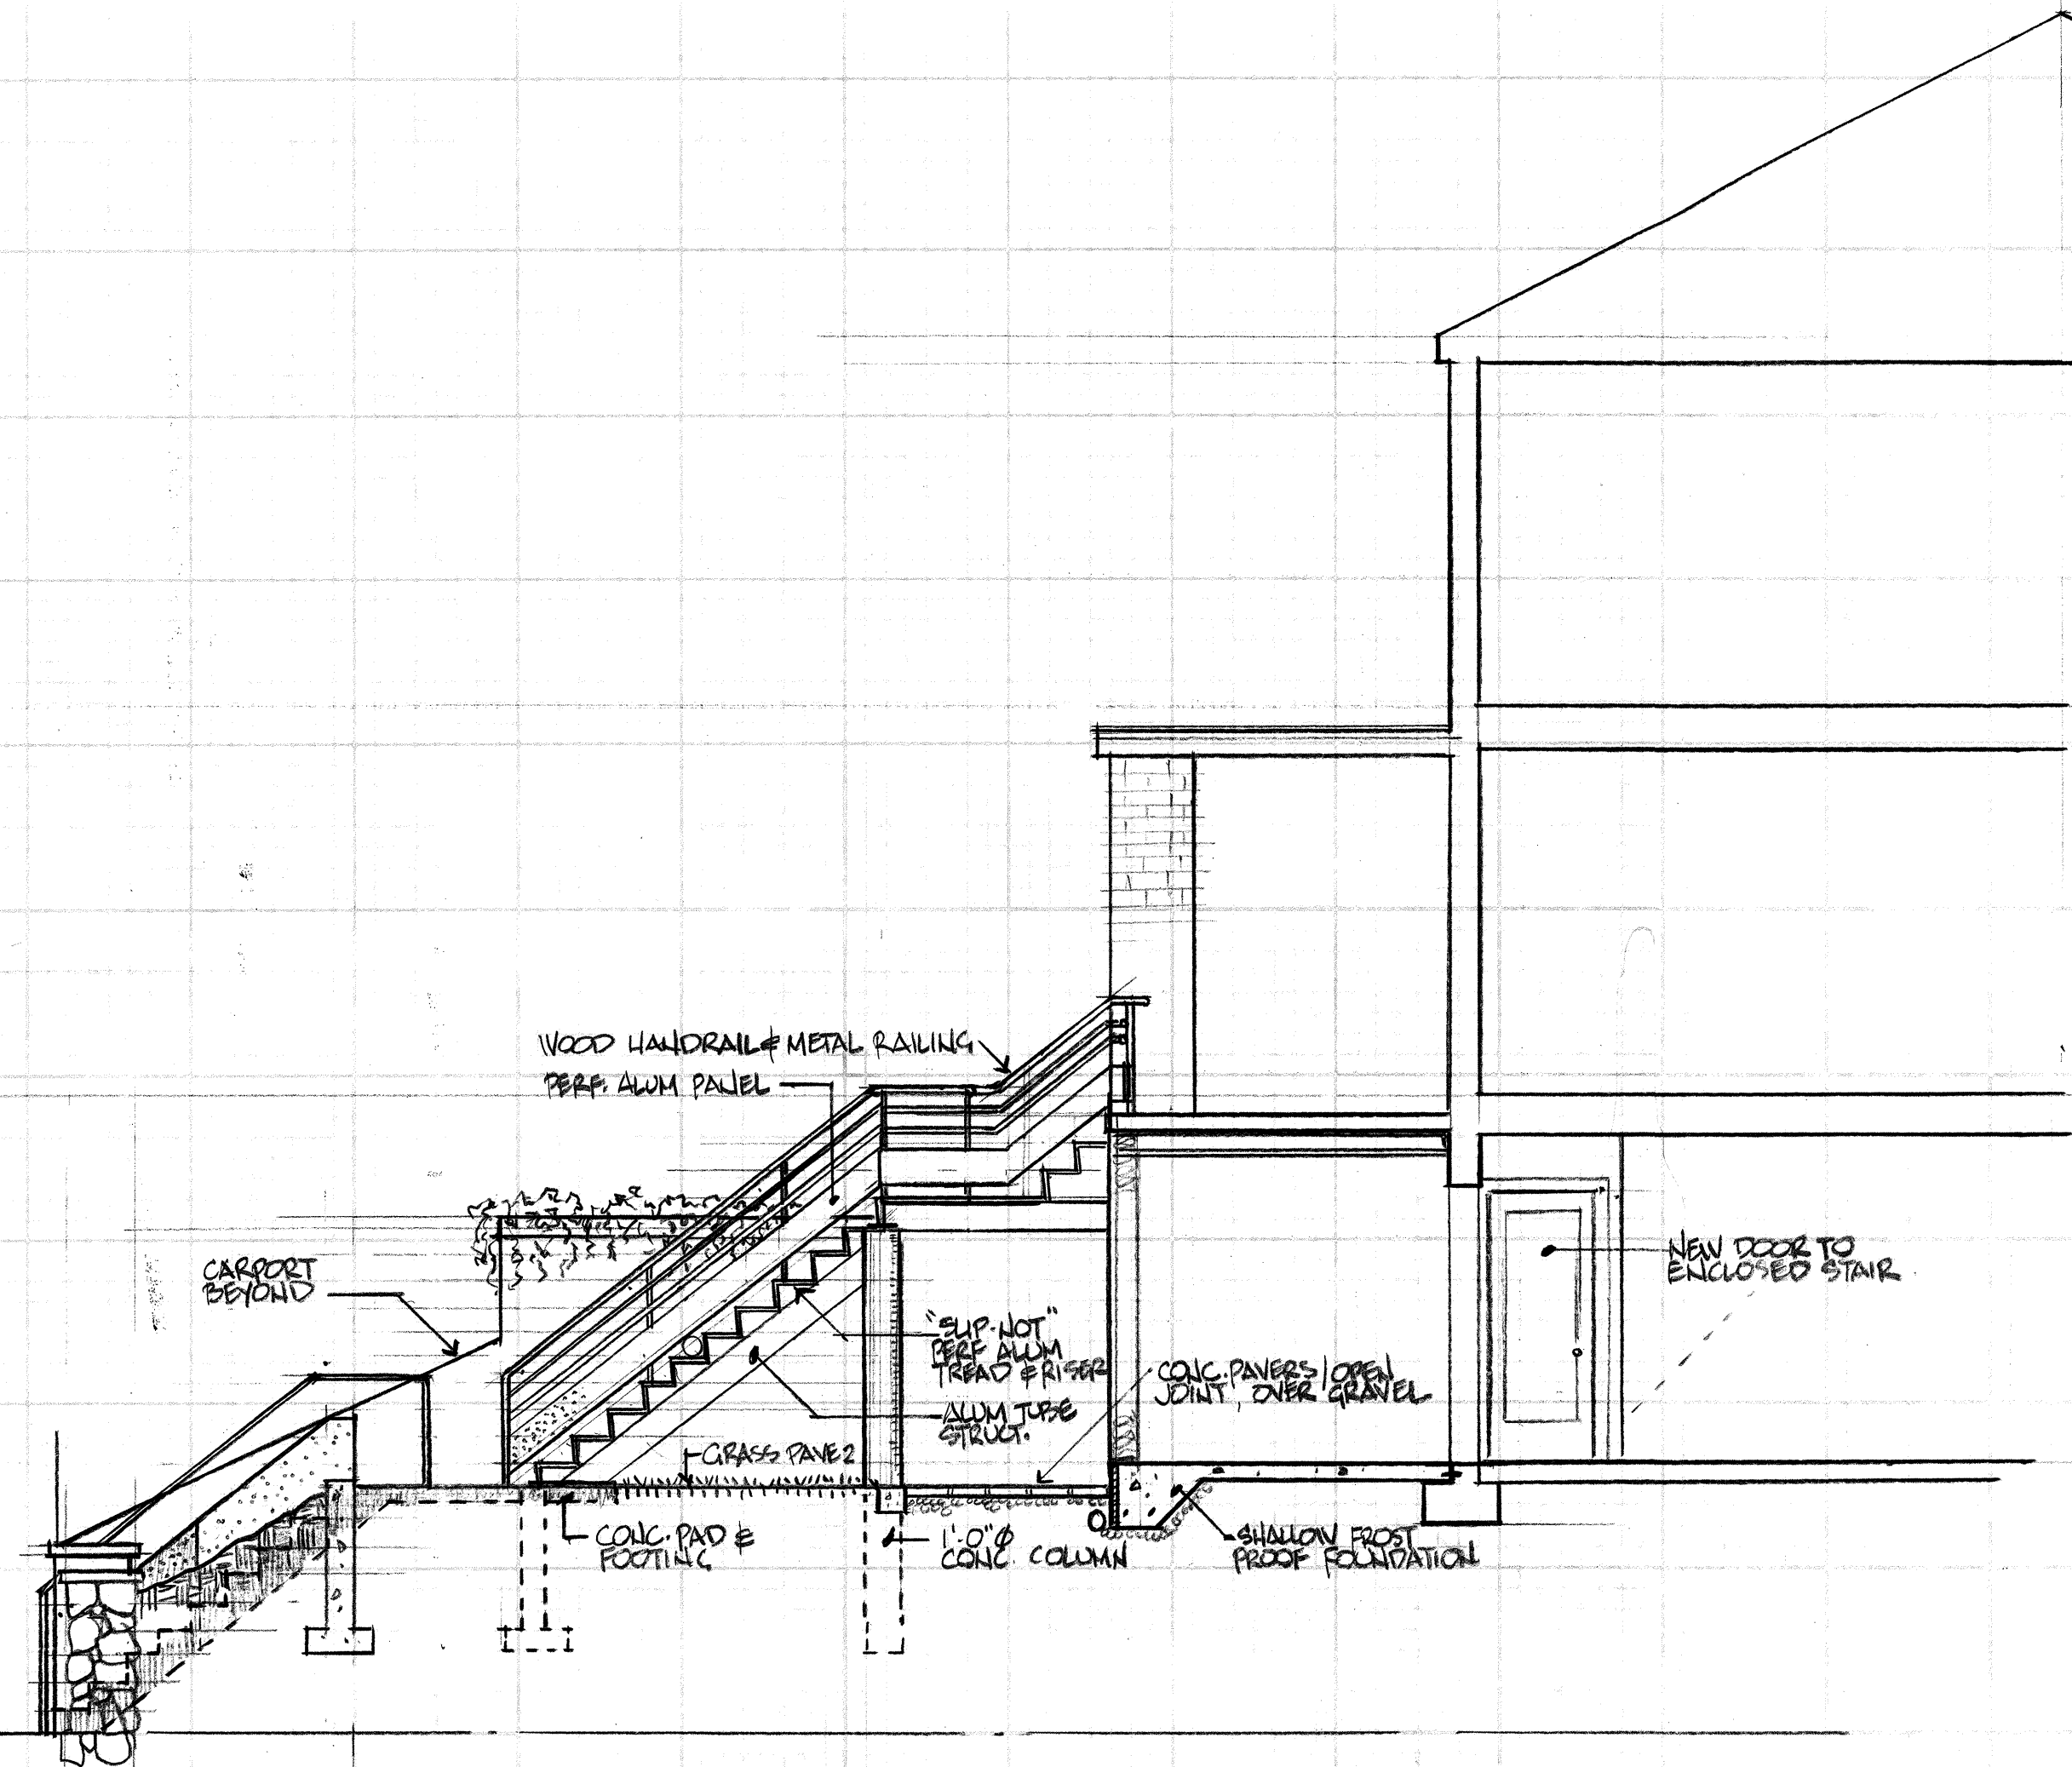 WOOD HANDRAIL & METAL RAILING
PERF. ALUM PANEL
CARPORT
BEYOND
NEW DOOR TO
ENCLOSED STAIR
"SLIP-NOT"
PERF ALUM
TREAD & RISER
CONC. PAVERS / OPEN
JOINT, OVER GRAVEL
ALUM TUBE
STRUCT.
GRASS PAVE 2
CONC. PAD &
FOOTING
1'-0" Ø
CONC. COLUMN
SHALLOW FROST
PROOF FOUNDATION